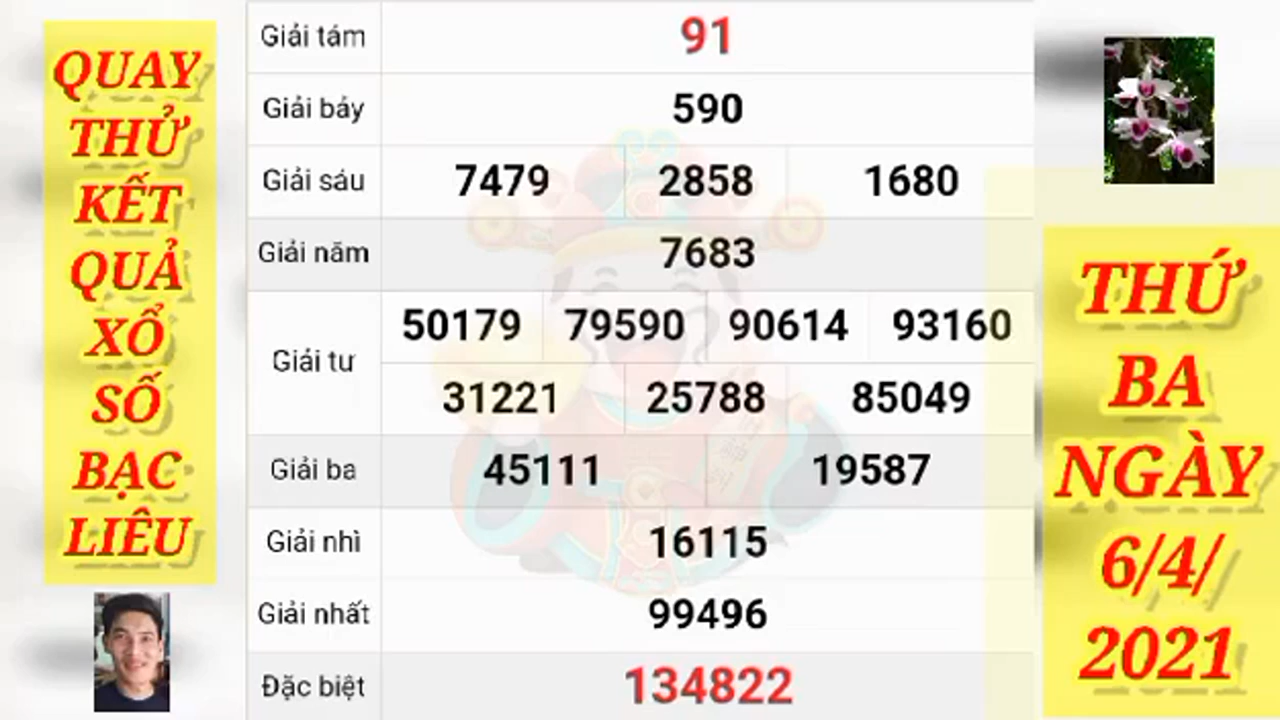 QUAY
THỬ
KẾT
QUẢ
XỔ
SỐ
BẠC
LIÊU
Giải tám 91
Giải bảy 590
Giải sáu 7479 2858 1680
Giải năm 7683
Giải tư 50179 79590 90614 93160
31221 25788 85049
Giải ba 45111 19587
Giải nhì 16115
Giải nhất 99496
Đặc biệt 134822
THỨ
BA
NGÀY
6/4/
2021